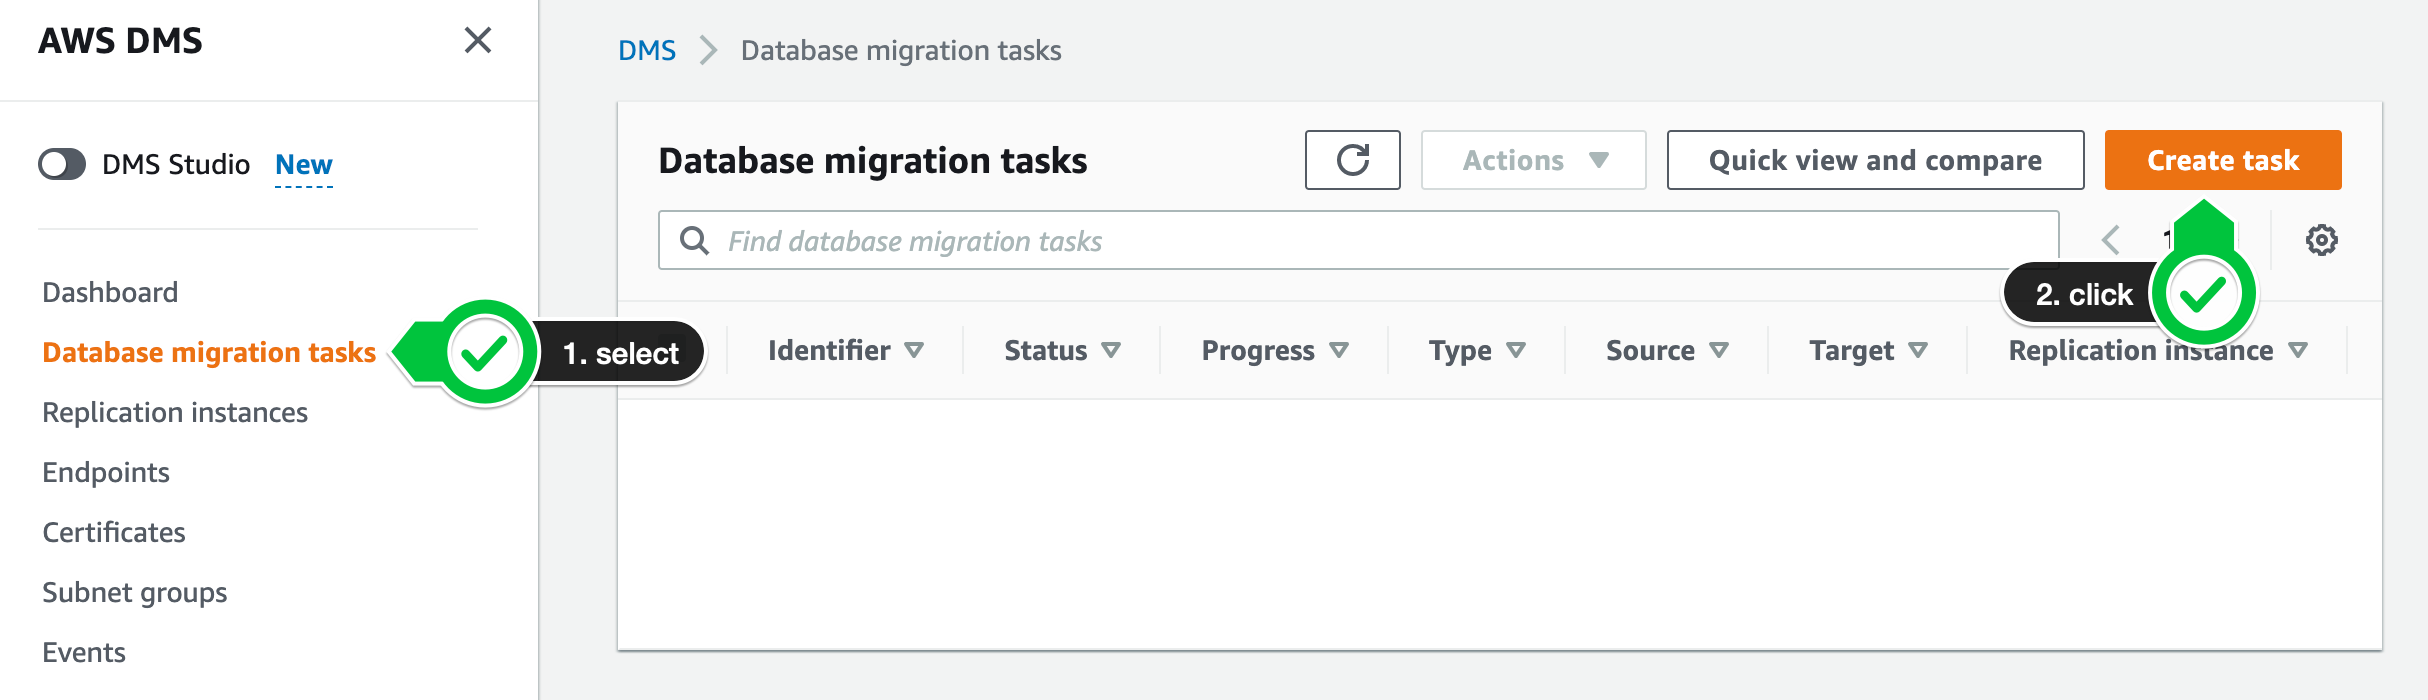 AWS DMS
DMS Studio New
Dashboard
Database migration tasks
Replication instances
Endpoints
Certificates
Subnet groups
Events
1. select
DMS Database migration tasks
Database migration tasks
Actions
Quick view and compare
Create task
Find database migration tasks
2. click
Identifier Status Progress Type Source Target Replication instance